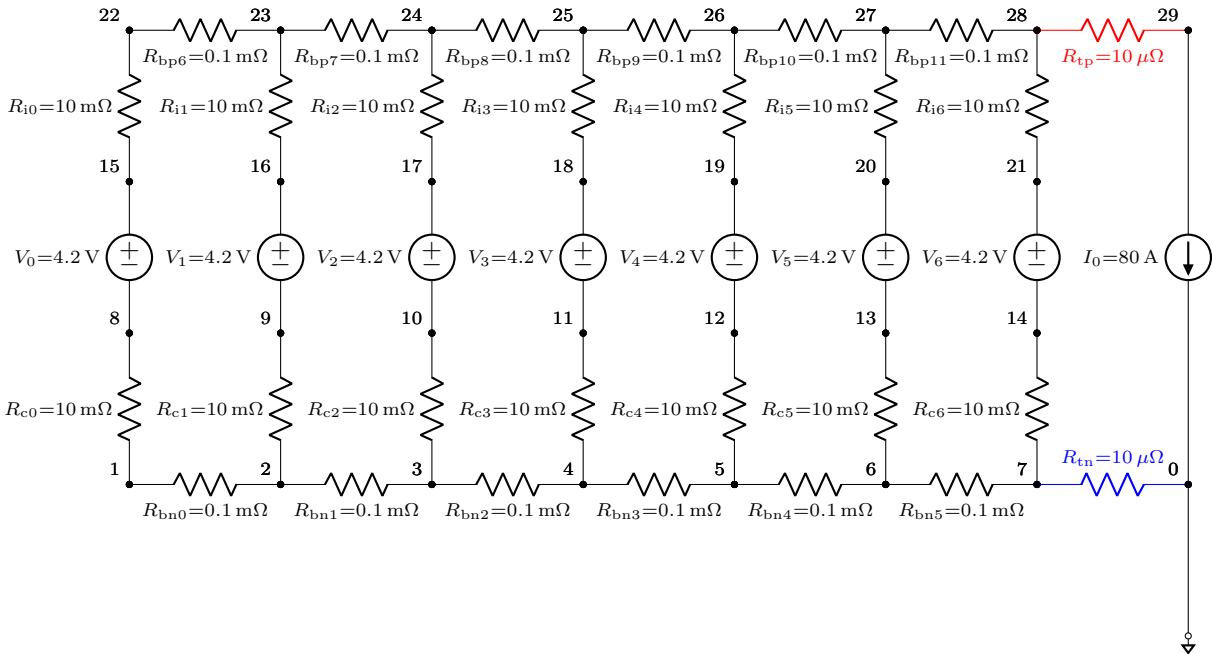 22 23 24 25 26 27 28 29
R_bp6=0.1 mΩ R_bp7=0.1 mΩ R_bp8=0.1 mΩ R_bp9=0.1 mΩ R_bp10=0.1 mΩ R_bp11=0.1 mΩ R_tp=10 μΩ
R_i0=10 mΩ R_i1=10 mΩ R_i2=10 mΩ R_i3=10 mΩ R_i4=10 mΩ R_i5=10 mΩ R_i6=10 mΩ
15 16 17 18 19 20 21
V_0=4.2 V V_1=4.2 V V_2=4.2 V V_3=4.2 V V_4=4.2 V V_5=4.2 V V_6=4.2 V I_0=80 A
8 9 10 11 12 13 14
R_c0=10 mΩ R_c1=10 mΩ R_c2=10 mΩ R_c3=10 mΩ R_c4=10 mΩ R_c5=10 mΩ R_c6=10 mΩ
R_tn=10 μΩ
1 2 3 4 5 6 7 0
R_bn0=0.1 mΩ R_bn1=0.1 mΩ R_bn2=0.1 mΩ R_bn3=0.1 mΩ R_bn4=0.1 mΩ R_bn5=0.1 mΩ